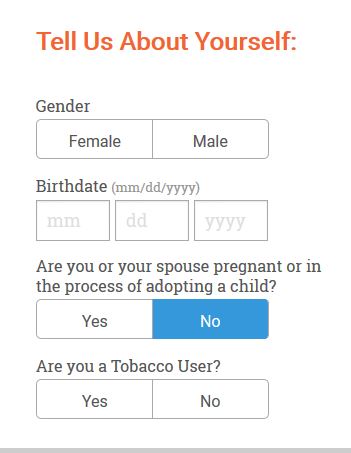 Tell Us About Yourself:
Gender
Female Male
Birthdate (mm/dd/yyyy)
mm dd yyyy
Are you or your spouse pregnant or in
the process of adopting a child?
Yes No
Are you a Tobacco User?
Yes No